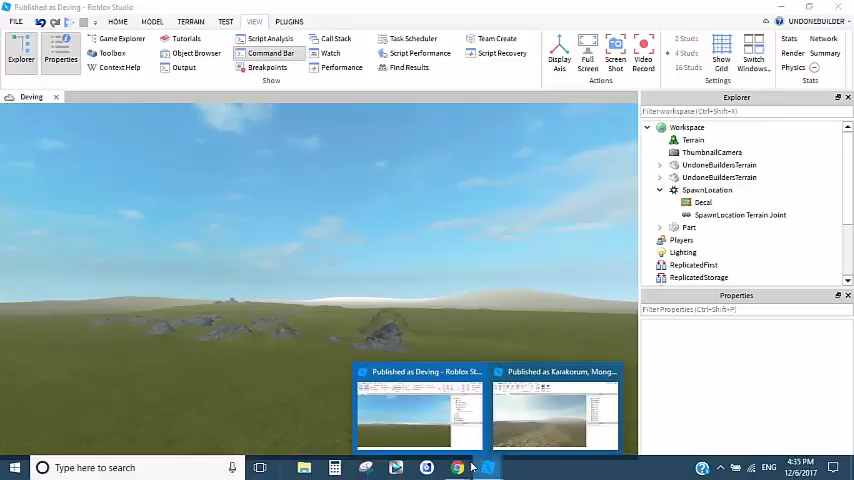 Published as Deving - Roblox Studio
FILE HOME MODEL TERRAIN TEST VIEW PLUGINS UNDONEBUILDER
Explorer
Properties
Game Explorer
Toolbox
Context Help
Tutorials
Object Browser
Output
Script Analysis
Command Bar
Breakpoints
Call Stack
Watch
Performance
Task Scheduler
Script Performance
Find Results
Team Create
Script Recovery
Show
Display Axis
Full Screen
Screen Shot
Video Record
Actions
2 Studs
4 Studs
16 Studs
Show Grid
Switch Windows...
Settings
Stats Network
Render Summary
Physics
Stats
Deving
Explorer
Filter workspace (Ctrl+Shift+X)
Workspace
Terrain
ThumbnailCamera
UndoneBuildersTerrain
UndoneBuildersTerrain
SpawnLocation
Decal
SpawnLocation Terrain Joint
Part
Players
Lighting
ReplicatedFirst
ReplicatedStorage
Properties
Filter Properties (Ctrl+Shift+P)
Published as Deving - Roblox St...
Published as Karakorum, Mong...
Type here to search
ENG
4:35 PM
12/6/2017